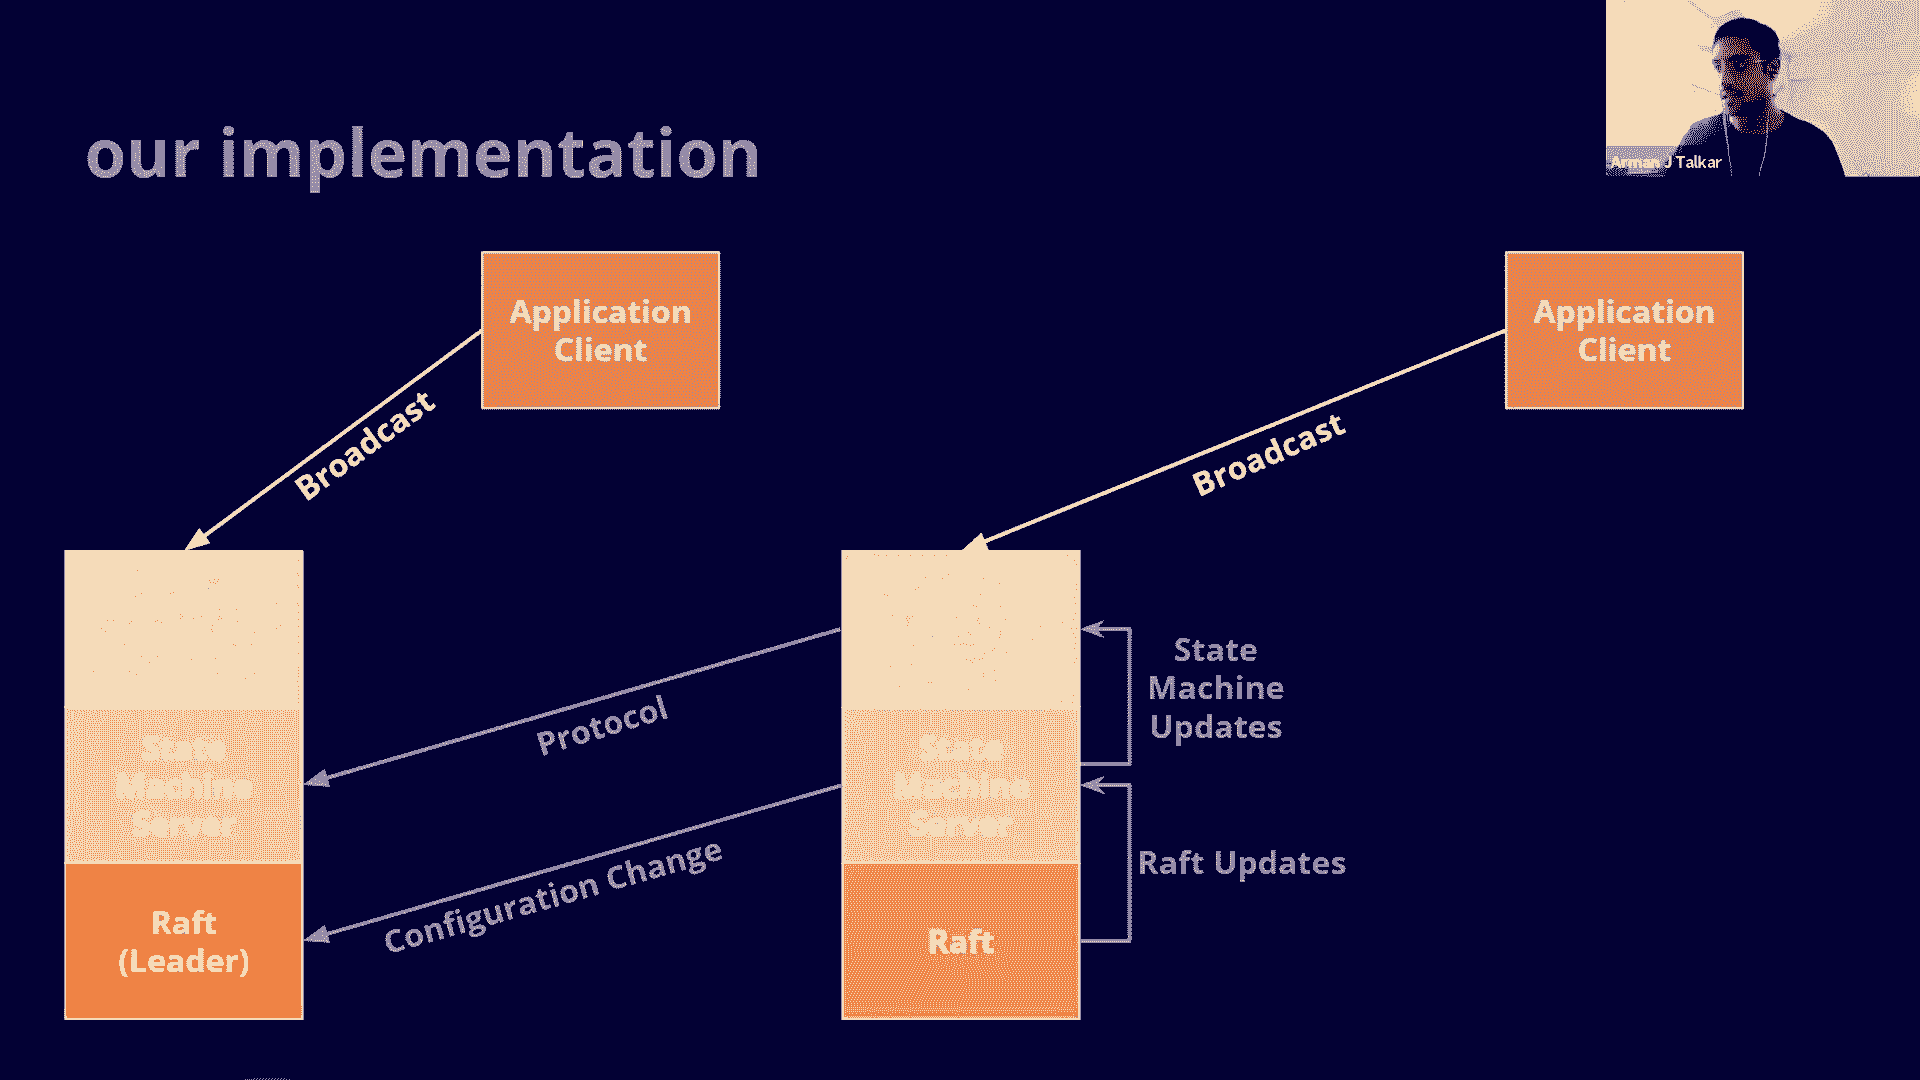 our implementation
Arman J Talkar
Application
Client
Application
Client
Broadcast
Broadcast
State
Machine
Server
Raft
(Leader)
Protocol
Configuration Change
State
Machine
Server
Raft
State
Machine
Updates
Raft Updates